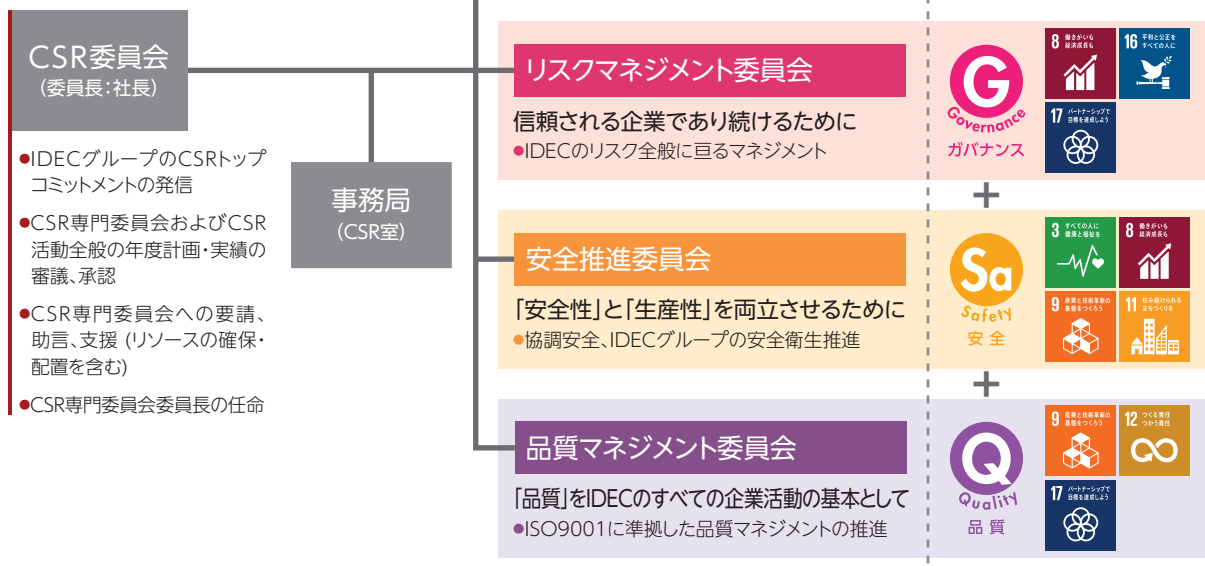 CSR委員会
(委員長:社長)
●IDECグループのCSRトップ
コミットメントの発信
●CSR専門委員会およびCSR
活動全般の年度計画・実績の
審議、承認
●CSR専門委員会への要請、
助言、支援 (リソースの確保・
配置を含む)
●CSR専門委員会委員長の任命
事務局
(CSR室)
リスクマネジメント委員会
信頼される企業であり続けるために
●IDECのリスク全般に亘るマネジメント
G
Governance
ガバナンス
8 働きがいも
経済成長も
16 平和と公正を
すべての人に
17 パートナーシップで
目標を達成しよう
+
安全推進委員会
「安全性」と「生産性」を両立させるために
●協調安全、IDECグループの安全衛生推進
Sa
Safety
安全
3 すべての人に
健康と福祉を
8 働きがいも
経済成長も
9 産業と技術革新の
基盤をつくろう
11 住み続けられる
まちづくりを
+
品質マネジメント委員会
「品質」をIDECのすべての企業活動の基本として
●ISO9001に準拠した品質マネジメントの推進
Q
Quality
品質
9 産業と技術革新の
基盤をつくろう
12 つくる責任
つかう責任
17 パートナーシップで
目標を達成しよう